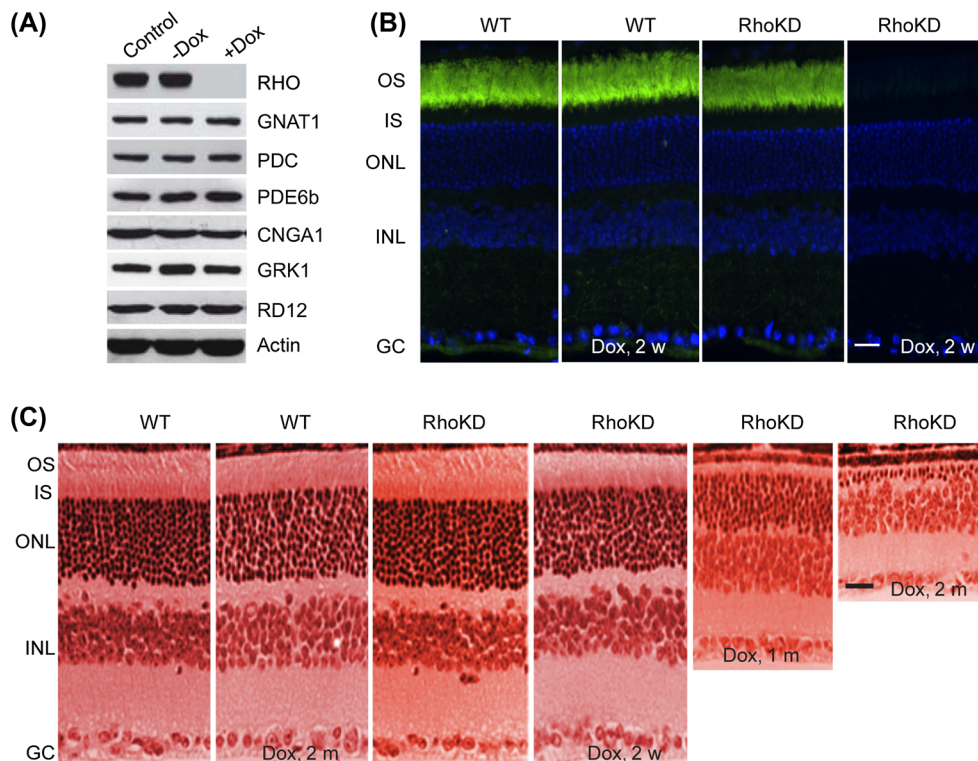 (A)
Control
-Dox
+Dox
RHO
GNAT1
PDC
PDE6b
CNGA1
GRK1
RD12
Actin
(B)
WT
WT
RhoKD
RhoKD
OS
IS
ONL
INL
GC
Dox, 2 w
Dox, 2 w
(C)
WT
WT
RhoKD
RhoKD
RhoKD
RhoKD
OS
IS
ONL
INL
GC
Dox, 2 m
Dox, 2 w
Dox, 1 m
Dox, 2 m